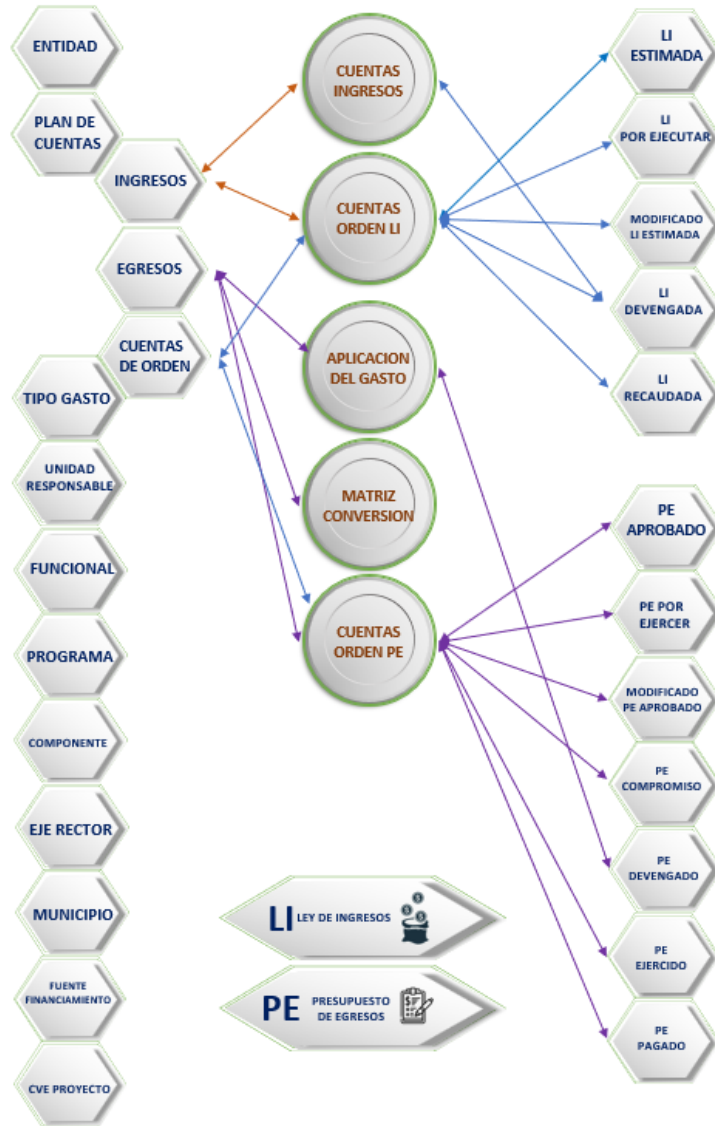 ENTIDAD
PLAN DE
CUENTAS
INGRESOS
EGRESOS
CUENTAS
DE ORDEN
TIPO GASTO
UNIDAD
RESPONSABLE
FUNCIONAL
PROGRAMA
COMPONENTE
EJE RECTOR
MUNICIPIO
FUENTE
FINANCIAMIENTO
CVE PROYECTO
CUENTAS
INGRESOS
CUENTAS
ORDEN LI
APLICACION
DEL GASTO
MATRIZ
CONVERSION
CUENTAS
ORDEN PE
LI LEY DE INGRESOS
PE PRESUPUESTO
DE EGRESOS
LI
ESTIMADA
LI
POR EJECUTAR
MODIFICADO
LI ESTIMADA
LI
DEVENGADA
LI
RECAUDADA
PE
APROBADO
PE POR
EJERCER
MODIFICADO
PE APROBADO
PE
COMPROMISO
PE
DEVENGADO
PE
EJERCIDO
PE
PAGADO